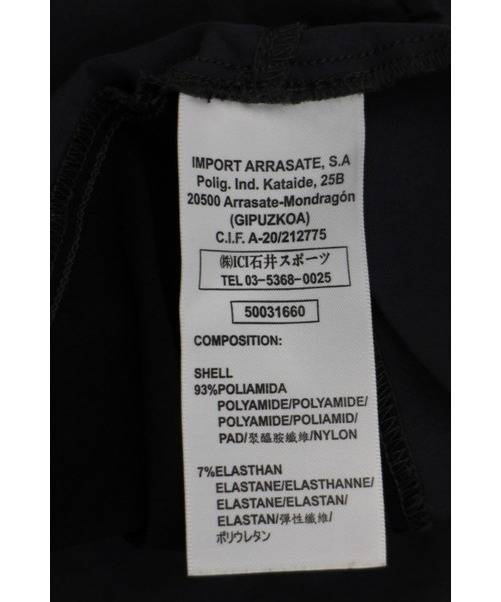 IMPORT ARRASATE, S.A
Polig. Ind. Kataide, 25B
20500 Arrasate-Mondragón
(GIPUZKOA)
C.I.F. A-20/212775
㈱ICI石井スポーツ
TEL 03-5368-0025
50031660
COMPOSITION:
SHELL
93%POLIAMIDA
POLYAMIDE/POLYAMIDE/
POLYAMIDE/POLIAMID/
PAD/聚醯胺纖維/NYLON
7%ELASTHAN
ELASTANE/ELASTHANNE/
ELASTANE/ELASTAN/
ELASTAN/弹性纖維/
ポリウレタン